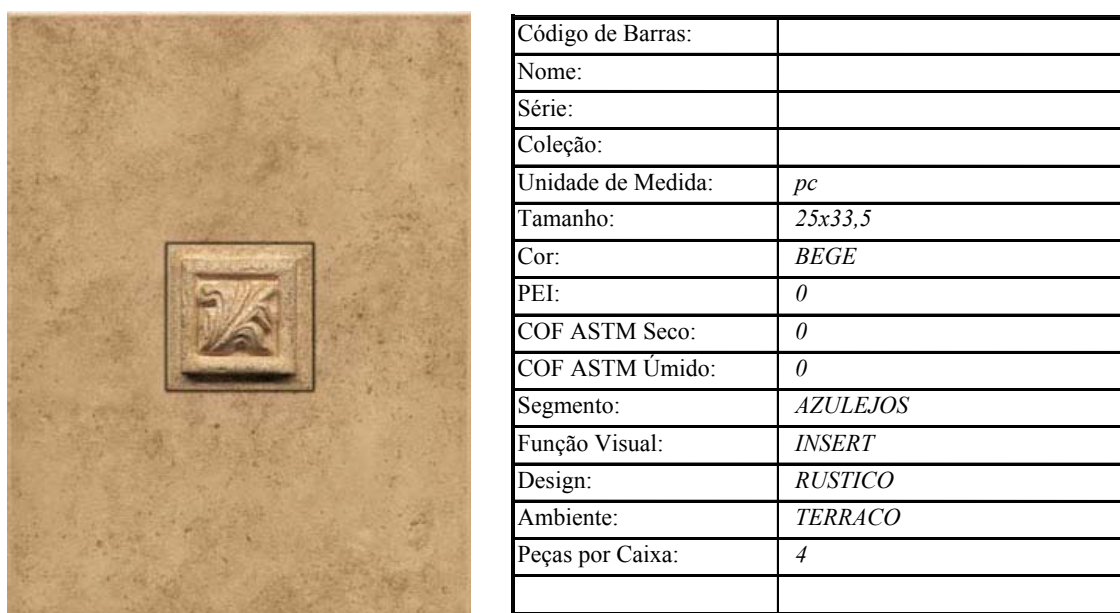 Código de Barras:
Nome:
Série:
Coleção:
Unidade de Medida: pc
Tamanho: 25x33,5
Cor: BEGE
PEI: 0
COF ASTM Seco: 0
COF ASTM Úmido: 0
Segmento: AZULEJOS
Função Visual: INSERT
Design: RUSTICO
Ambiente: TERRACO
Peças por Caixa: 4